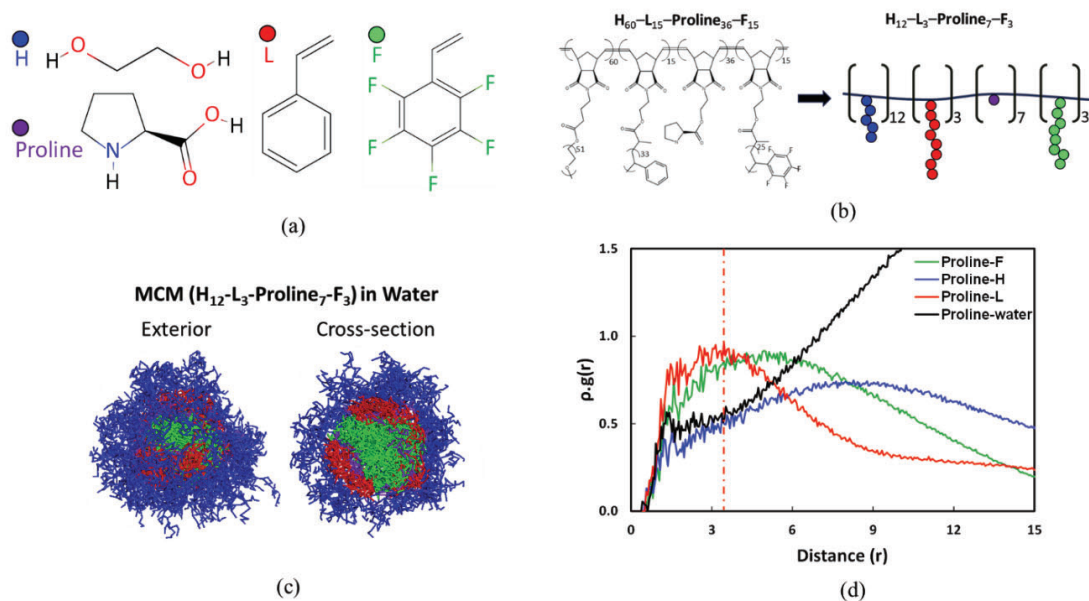 H
H
O
O
H
L
F
F
F
F
F
F
Proline
N
H
O
H
O
(a)
H₆₀–L₁₅–Proline₃₆–F₁₅
H₁₂–L₃–Proline₇–F₃
60
15
36
15
12
3
7
3
51
33
25
(b)
MCM (H₁₂-L₃-Proline₇-F₃) in Water
Exterior
Cross-section
(c)
1.5
1.0
0.5
0.0
ρ.g(r)
0
3
6
9
12
15
Distance (r)
Proline-F
Proline-H
Proline-L
Proline-water
(d)